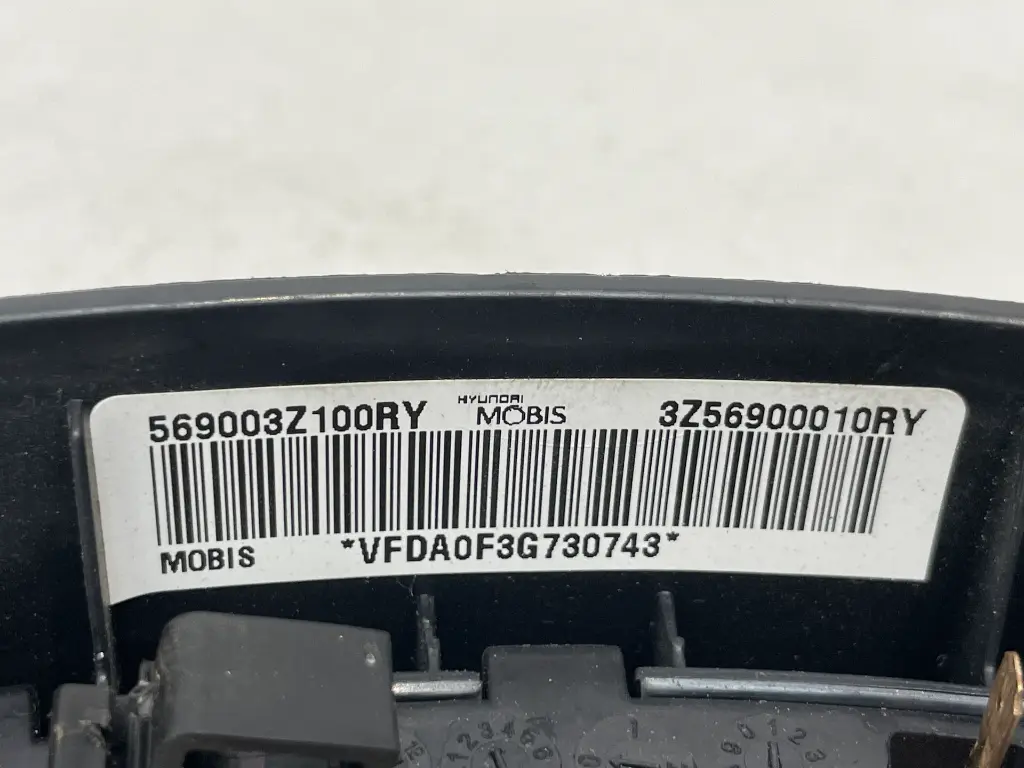 569003Z100RY HYUNDAI MOBIS 3Z56900010RY
MOBIS *VFDA0F3G730743*